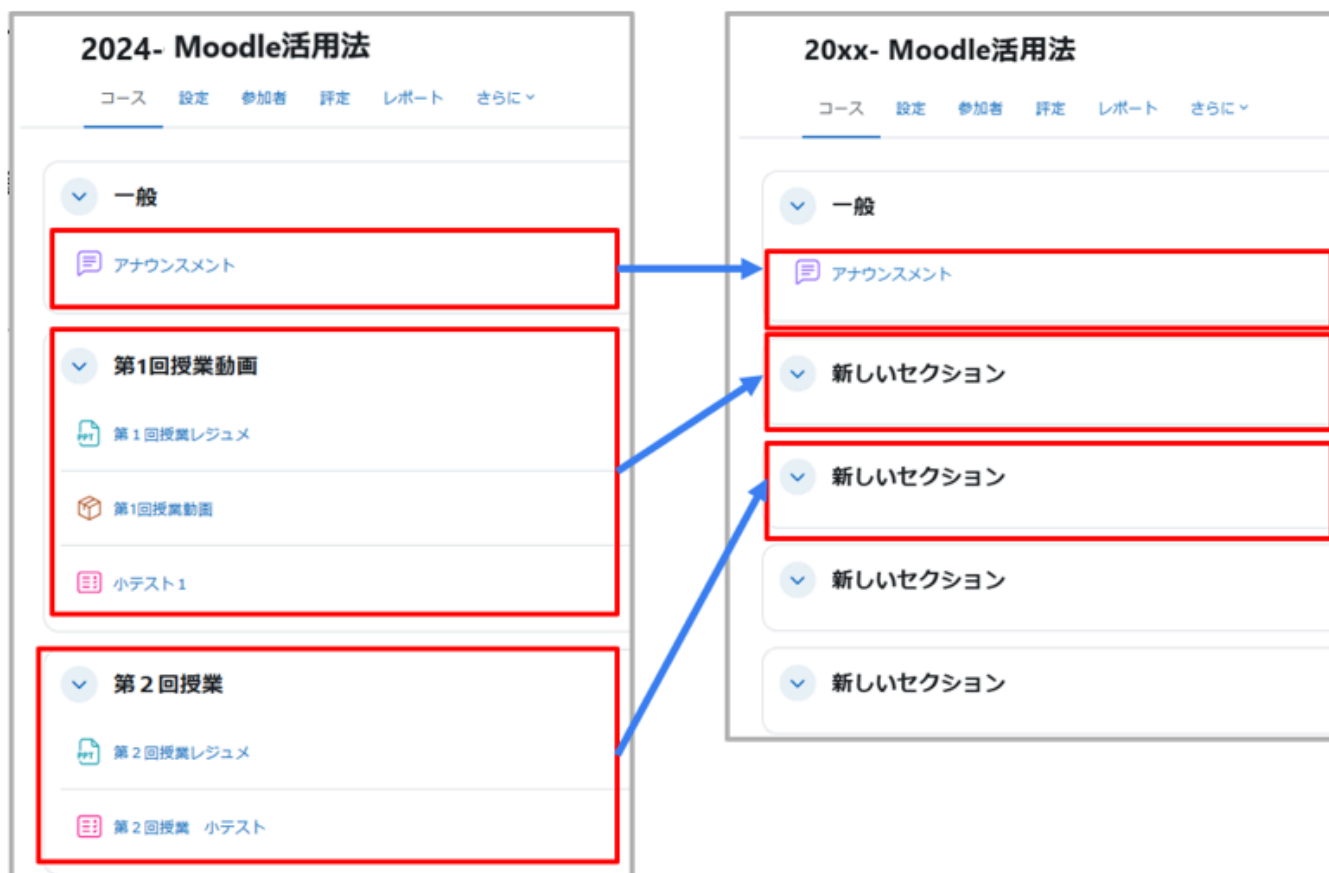 2024- Moodle活用法
コース 設定 参加者 評定 レポート さらに
一般
アナウンスメント
第1回授業動画
PPT 第１回授業レジュメ
第1回授業動画
小テスト１
第２回授業
PPT 第２回授業レジュメ
第２回授業　小テスト
20xx- Moodle活用法
コース 設定 参加者 評定 レポート さらに
一般
アナウンスメント
新しいセクション
新しいセクション
新しいセクション
新しいセクション